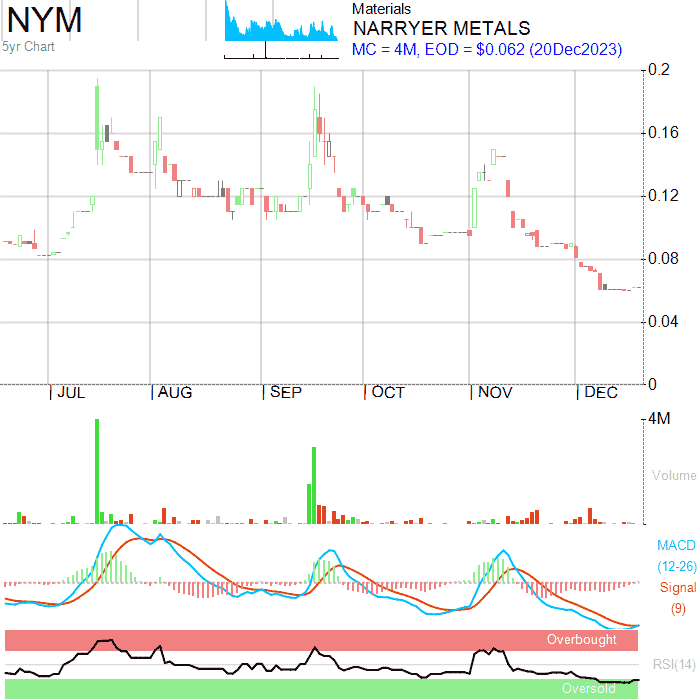 NYM
5yr Chart
Materials
NARRYER METALS
MC = 4M, EOD = $0.062 (20Dec2023)
0.2
0.16
0.12
0.08
0.04
0
JUL AUG SEP OCT NOV DEC
4M
Volume
MACD
(12-26)
Signal
(9)
Overbought
RSI(14)
Oversold